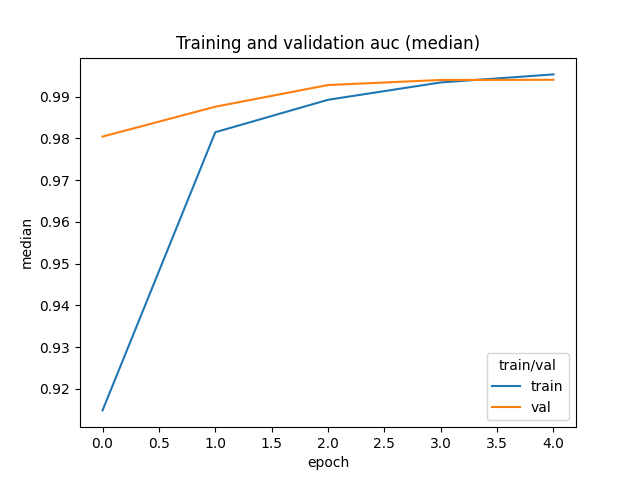 Training and validation auc (median)
0.99
0.98
0.97
0.96
0.95
0.94
0.93
0.92
median
train/val
train
val
0.0 0.5 1.0 1.5 2.0 2.5 3.0 3.5 4.0
epoch